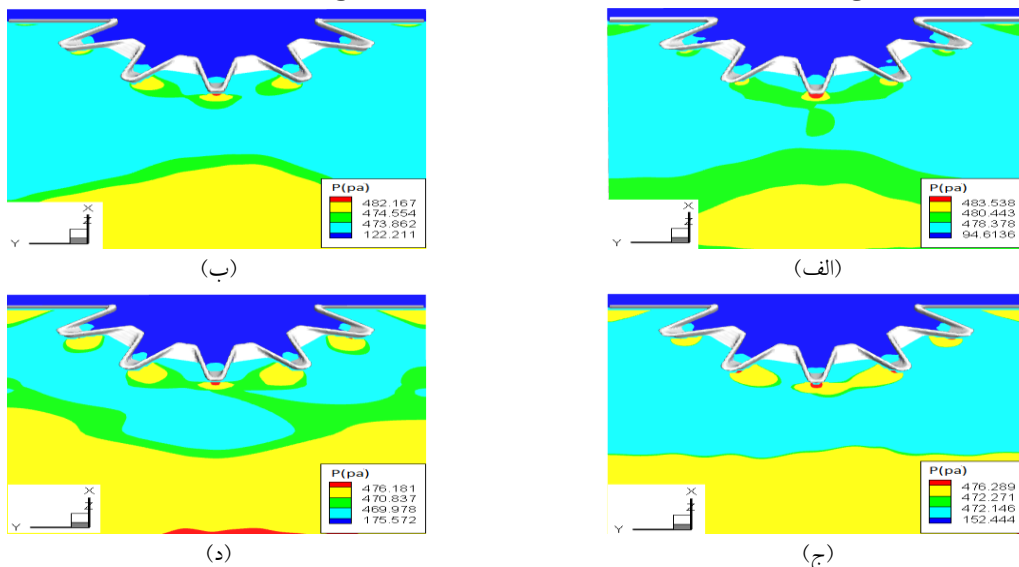 P(pa)
483.538
480.443
478.378
94.6136
X
Z
Y
(الف)
P(pa)
482.167
474.554
473.862
122.211
X
Z
Y
(ب)
P(pa)
476.289
472.271
472.146
152.444
X
Z
Y
(ج)
P(pa)
476.181
470.837
469.978
175.572
X
Z
Y
(د)